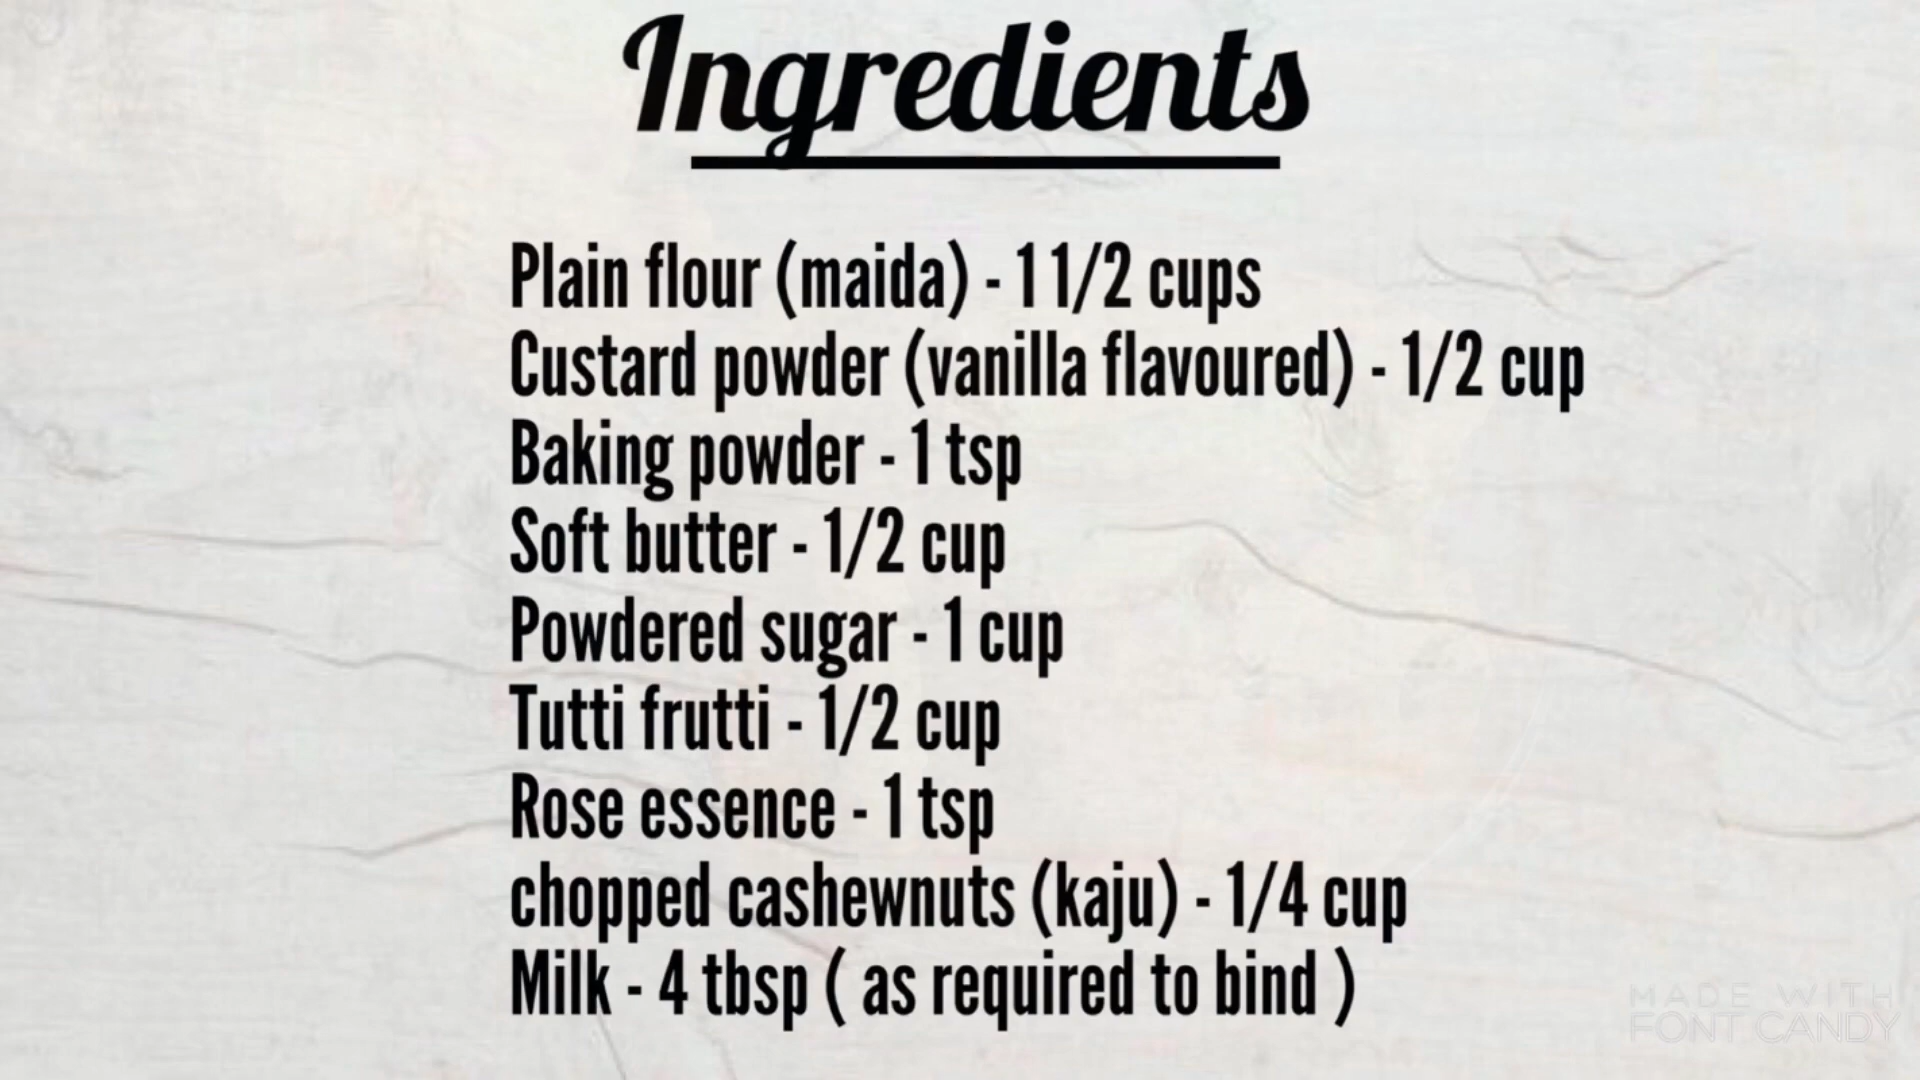 Ingredients
Plain flour (maida) - 1 1/2 cups
Custard powder (vanilla flavoured) - 1/2 cup
Baking powder - 1 tsp
Soft butter - 1/2 cup
Powdered sugar - 1 cup
Tutti frutti - 1/2 cup
Rose essence - 1 tsp
chopped cashewnuts (kaju) - 1/4 cup
Milk - 4 tbsp ( as required to bind )
MADE WITH
FONT CANDY